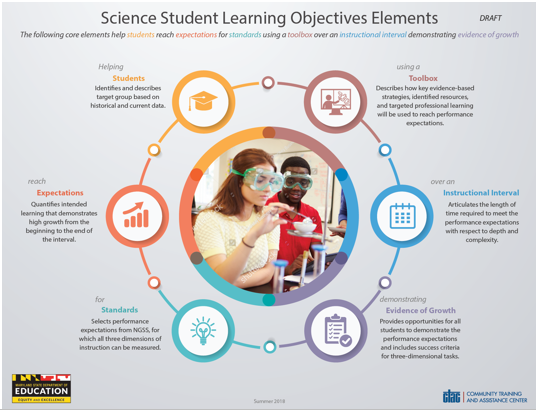 Science Student Learning Objectives Elements
DRAFT
The following core elements help students reach expectations for standards using a toolbox over an instructional interval demonstrating evidence of growth
Helping
Students
Identifies and describes
target group based on
historical and current data.
using a
Toolbox
Describes how key evidence-based
strategies, identified resources,
and targeted professional learning
will be used to reach performance
expectations.
reach
Expectations
Quantifies intended
learning that demonstrates
high growth from the
beginning to the end of
the interval.
over an
Instructional Interval
Articulates the length of
time required to meet the
performance expectations
with respect to depth and
complexity.
for
Standards
Selects performance
expectations from NGSS, for
which all three dimensions of
instruction can be measured.
demonstrating
Evidence of Growth
Provides opportunities for all
students to demonstrate the
performance expectations
and includes success criteria
for three-dimensional tasks.
MARYLAND STATE DEPARTMENT OF
EDUCATION
EQUITY AND EXCELLENCE
Summer 2018
ctac
COMMUNITY TRAINING
AND ASSISTANCE CENTER